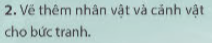 2. Vẽ thêm nhân vật và cảnh vật
cho bức tranh.